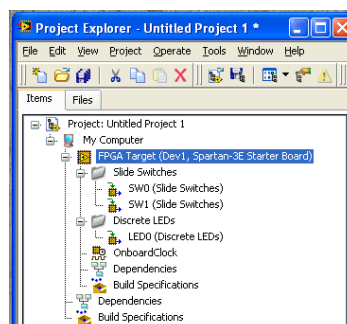 Project Explorer - Untitled Project 1 *
File Edit View Project Operate Tools Window Help
Items Files
Project: Untitled Project 1
My Computer
FPGA Target (Dev1, Spartan-3E Starter Board)
Slide Switches
SW0 (Slide Switches)
SW1 (Slide Switches)
Discrete LEDs
LED0 (Discrete LEDs)
OnboardClock
Dependencies
Build Specifications
Dependencies
Build Specifications